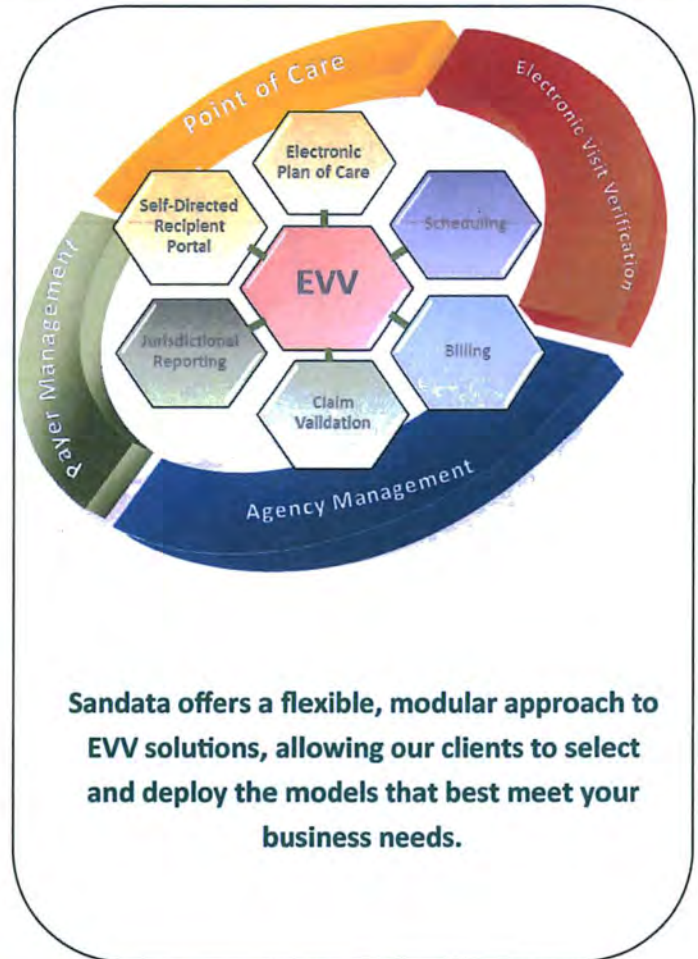 Point of Care
Electronic Visit Verification
Electronic
Plan of Care
Self-Directed
Recipient
Portal
Scheduling
EVV
Jurisdictional
Reporting
Billing
Claim
Validation
Payer Management
Agency Management
Sandata offers a flexible, modular approach to
EVV solutions, allowing our clients to select
and deploy the models that best meet your
business needs.